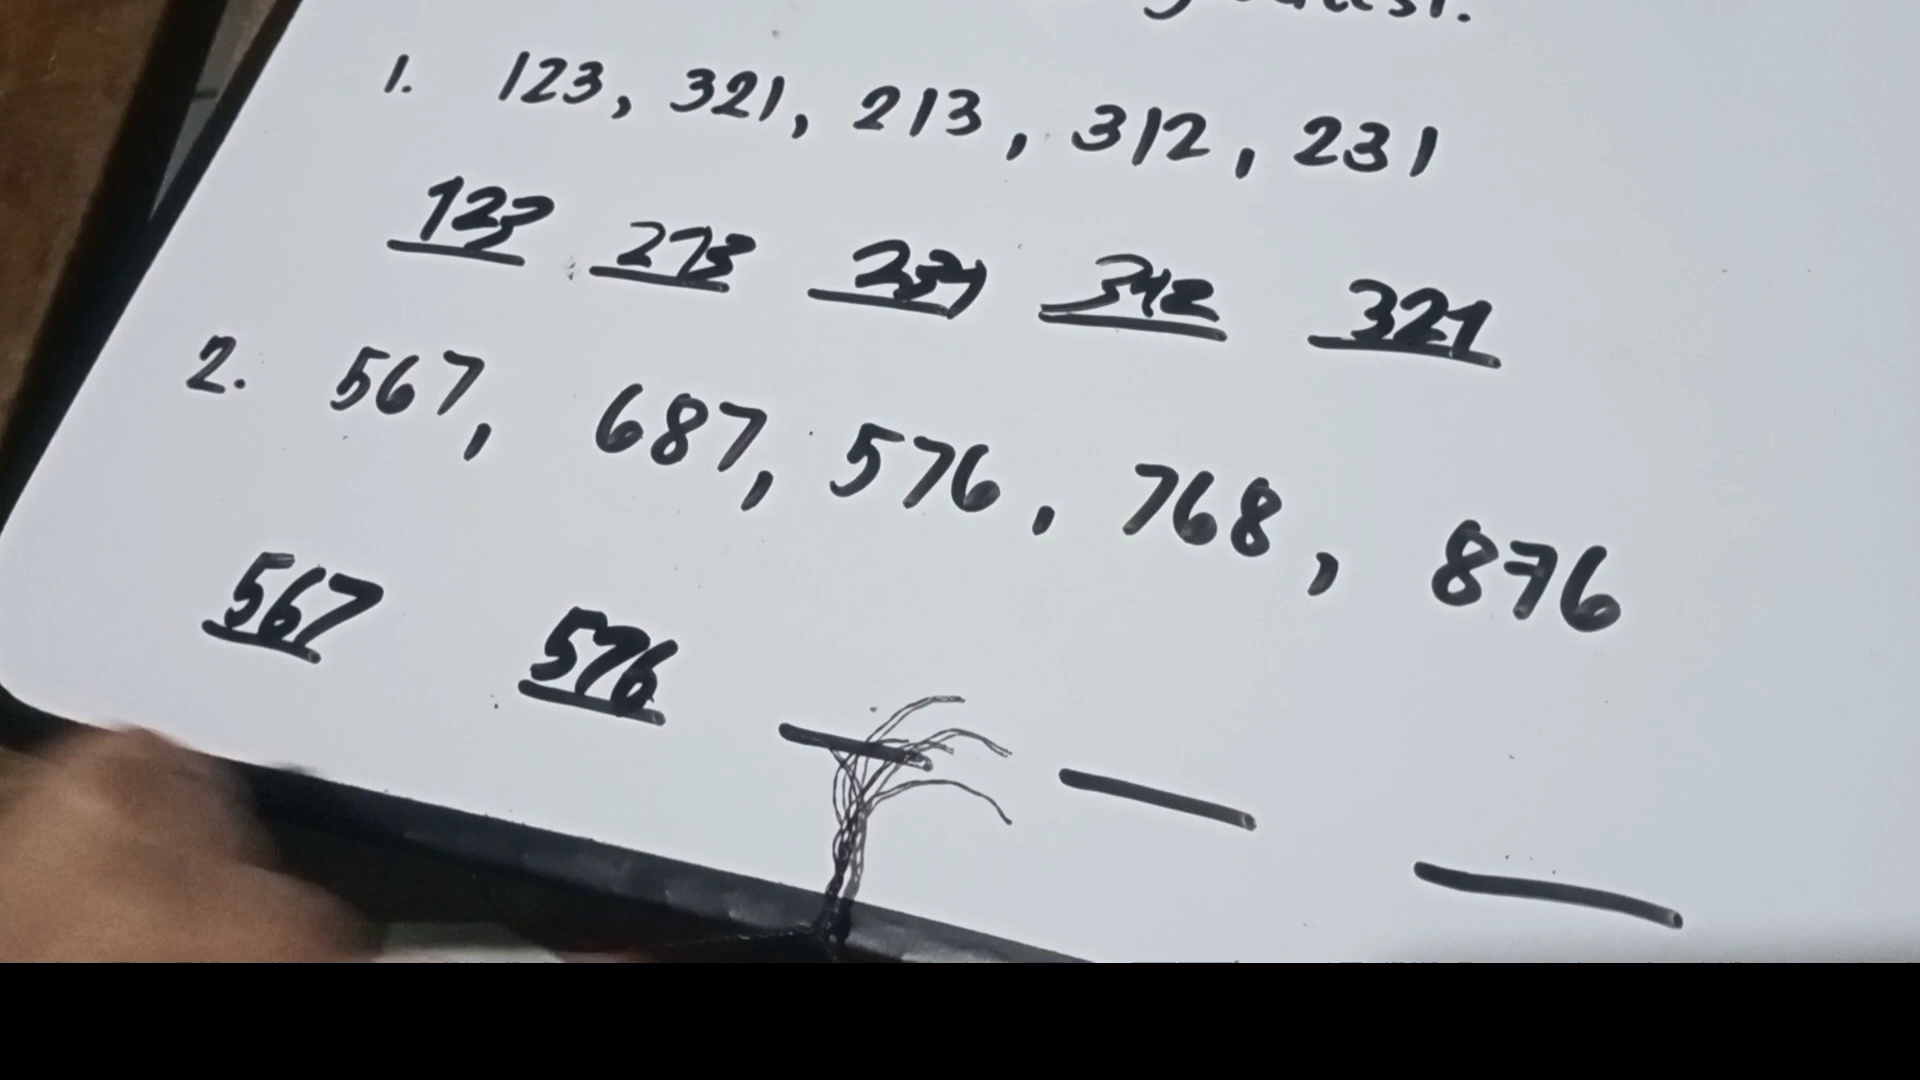 1. 123, 321, 213, 312, 231
123 213 231 312 321
2. 567, 687, 576, 768, 876
567 576